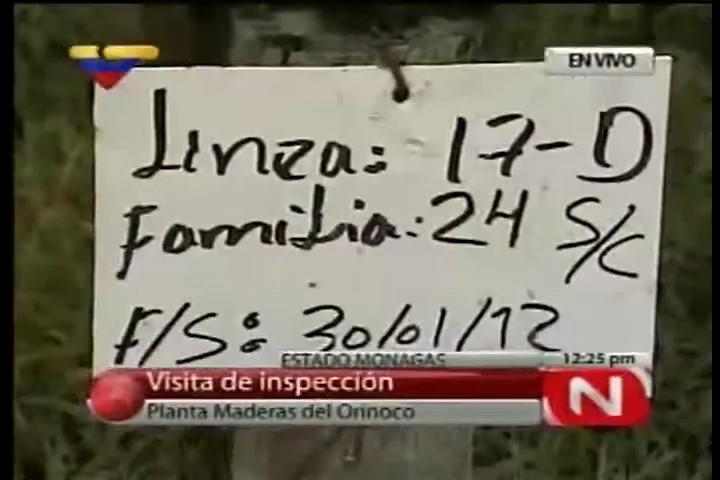 EN VIVO
Linea: 17-D
Familia: 24 S/C
F/S: 30/01/12
ESTADO MONAGAS 12:25 pm
Visita de inspección
N
Planta Maderas del Orinoco